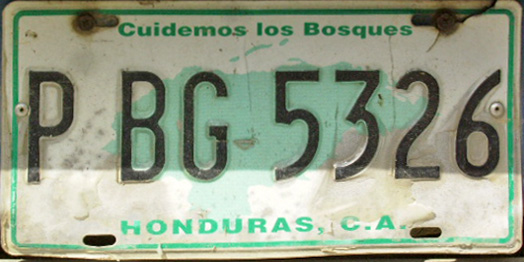 Cuidemos los Bosques
P BG 5326
HONDURAS, C.A.